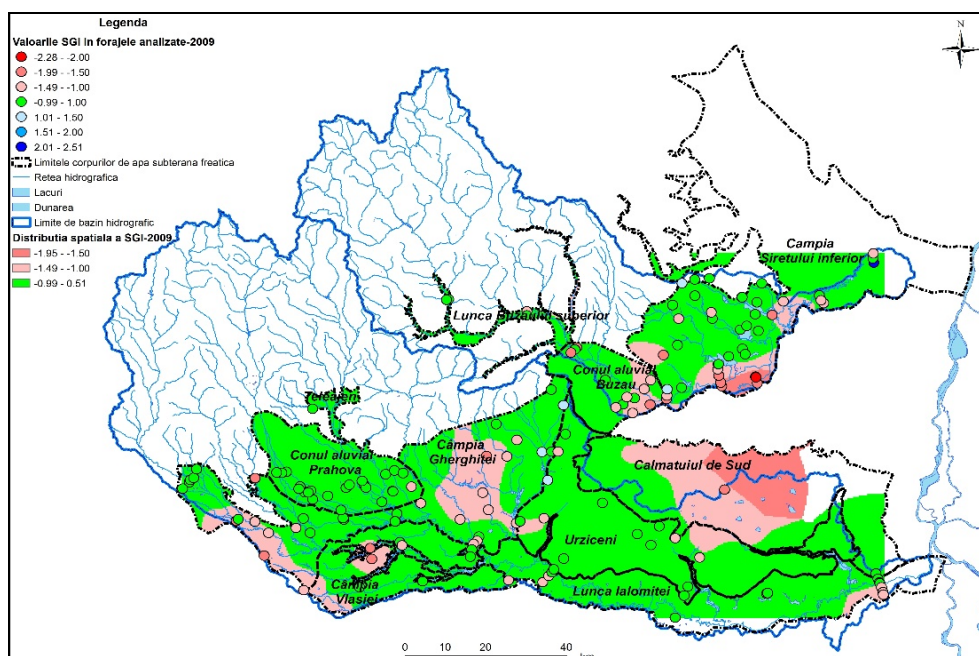 Legenda
Valoarile SGI in forajele analizate-2009
-2.28 - -2.00
-1.99 - -1.50
-1.49 - -1.00
-0.99 - 1.00
1.01 - 1.50
1.51 - 2.00
2.01 - 2.51
Limitele corpurilor de apa subterana freatica
Retea hidrografica
Lacuri
Dunarea
Limite de bazin hidrografic
Distributia spatiala a SGI-2009
-1.95 - -1.50
-1.49 - -1.00
-0.99 - 0.51
N
Campia
Siretului inferior
Lunca Buzaului superior
Conul aluvial
Buzau
Teleajen
Conul aluvial
Prahova
Câmpia
Gherghitei
Calmatuiul de Sud
Urziceni
Câmpia
Vlasiei
Lunca Ialomitei
0 10 20 30 40
km